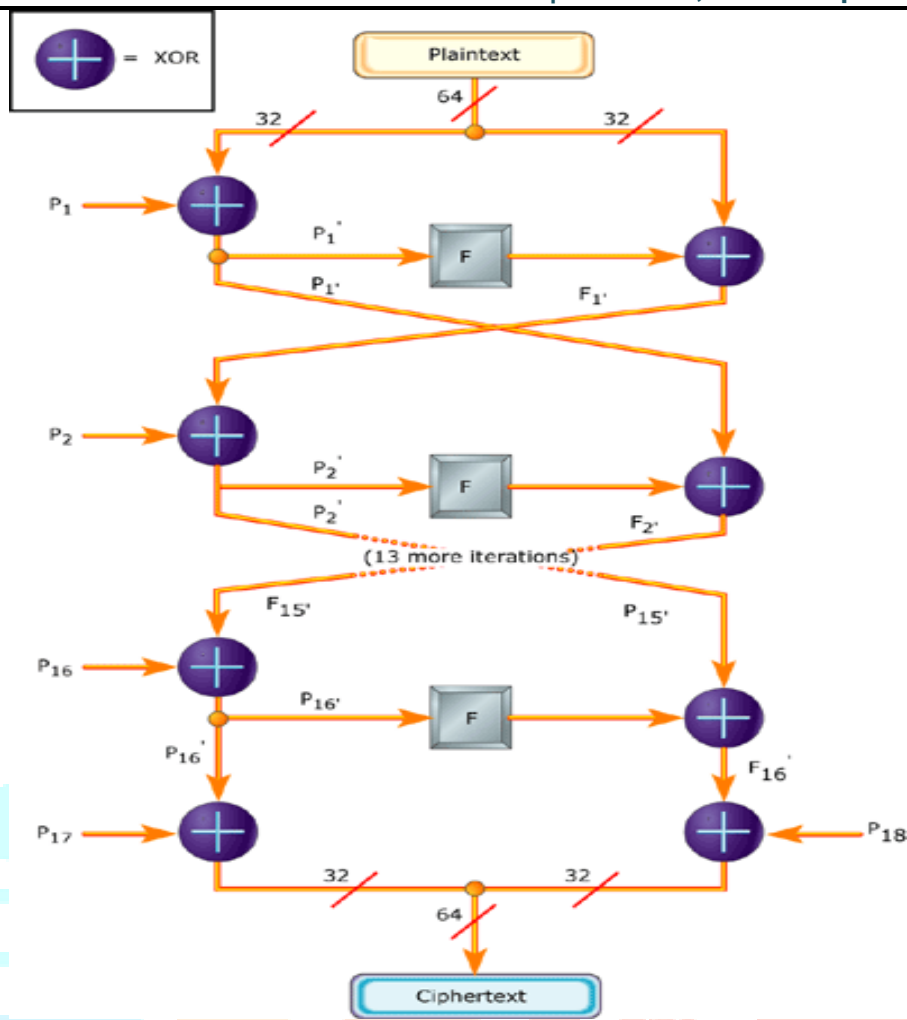 = XOR
Plaintext
64
32
32
P1
P1'
F
P1'
F1'
P2
P2'
F
P2'
F2'
(13 more iterations)
F15'
P15'
P16
P16'
F
P16'
F16'
P17
P18
32
32
64
Ciphertext